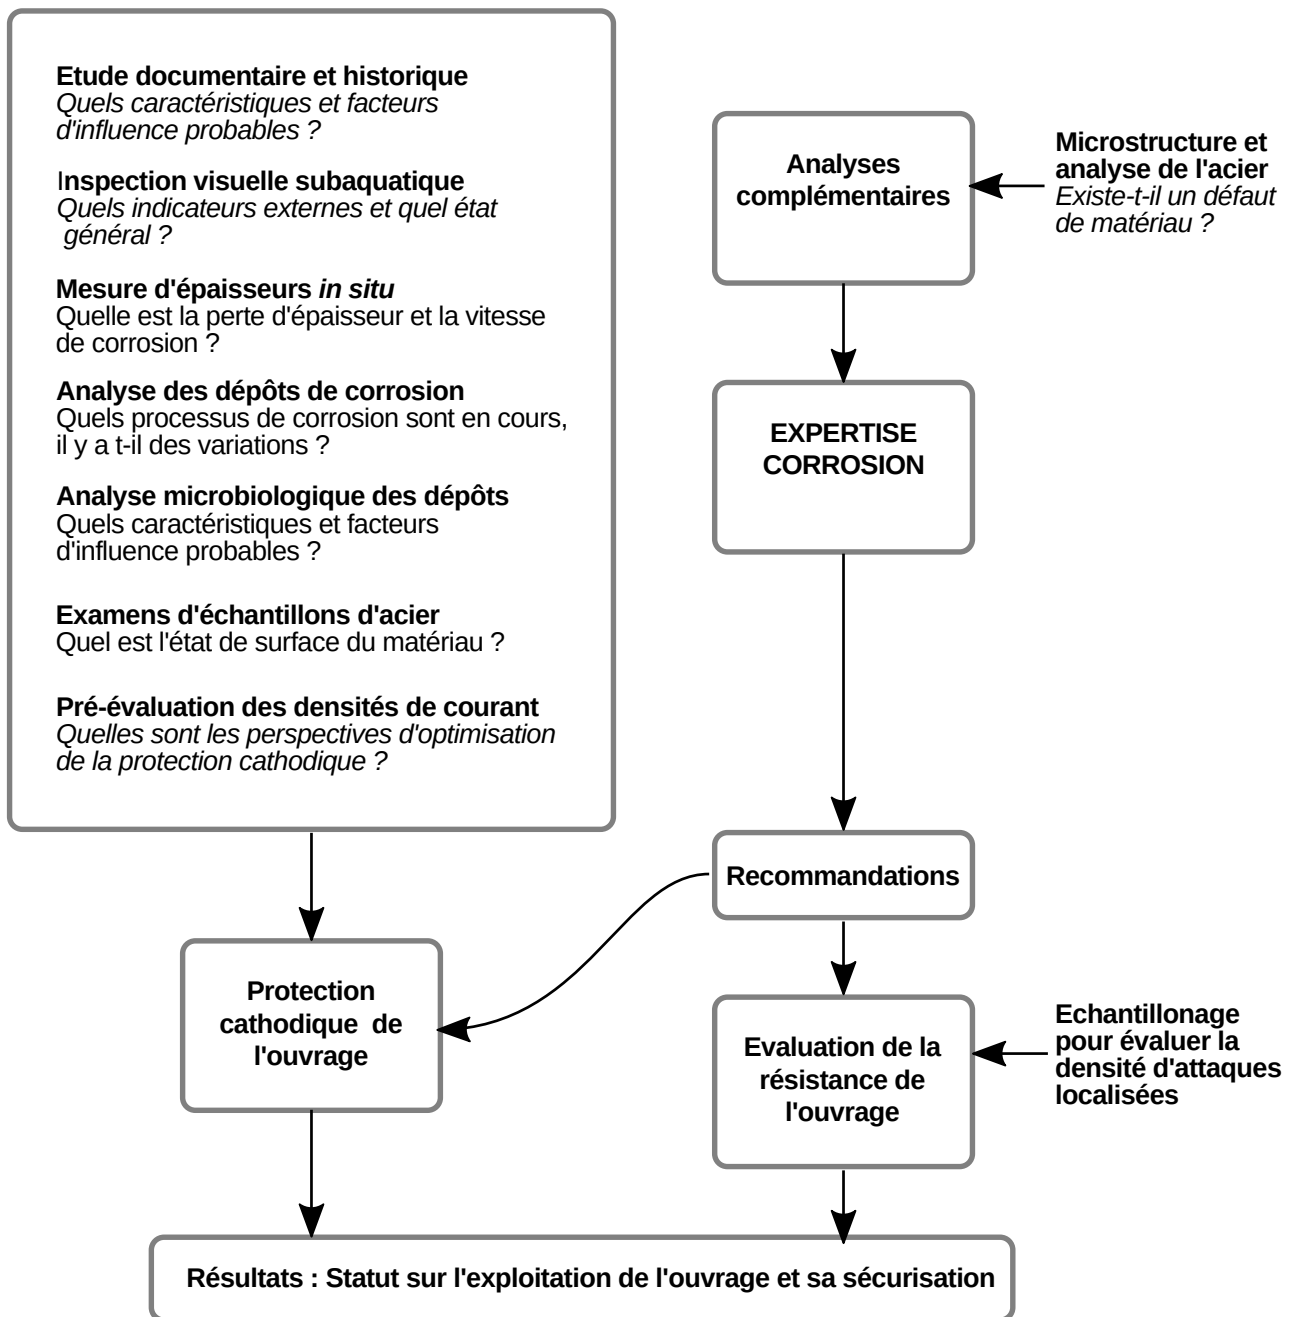 Etude documentaire et historique
Quels caractéristiques et facteurs
d'influence probables ?
Inspection visuelle subaquatique
Quels indicateurs externes et quel état
général ?
Mesure d'épaisseurs in situ
Quelle est la perte d'épaisseur et la vitesse
de corrosion ?
Analyse des dépôts de corrosion
Quels processus de corrosion sont en cours,
il y a t-il des variations ?
Analyse microbiologique des dépôts
Quels caractéristiques et facteurs
d'influence probables ?
Examens d'échantillons d'acier
Quel est l'état de surface du matériau ?
Pré-évaluation des densités de courant
Quelles sont les perspectives d'optimisation
de la protection cathodique ?
Analyses
complémentaires
Microstructure et
analyse de l'acier
Existe-t-il un défaut
de matériau ?
EXPERTISE
CORROSION
Recommandations
Protection
cathodique de
l'ouvrage
Evaluation de la
résistance de
l'ouvrage
Echantillonage
pour évaluer la
densité d'attaques
localisées
Résultats : Statut sur l'exploitation de l'ouvrage et sa sécurisation